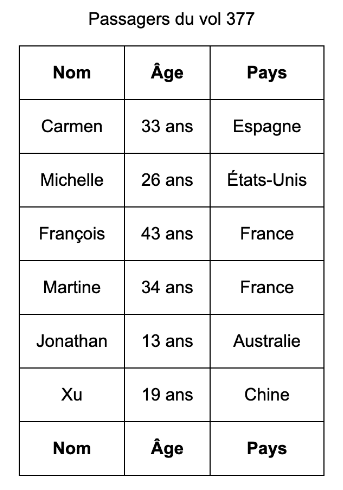 Passagers du vol 377
Nom Âge Pays
Carmen 33 ans Espagne
Michelle 26 ans États-Unis
François 43 ans France
Martine 34 ans France
Jonathan 13 ans Australie
Xu 19 ans Chine
Nom Âge Pays